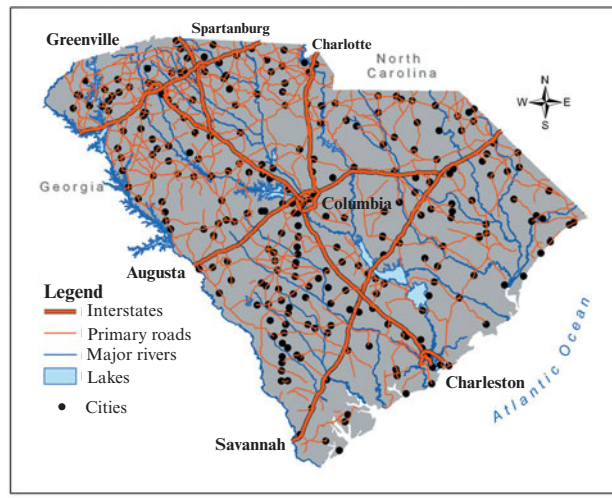 Spartanburg
Greenville
Charlotte
North
Carolina
N
W E
S
Georgia
Columbia
Augusta
Legend
Interstates
Primary roads
Major rivers
Lakes
Cities
Charleston
Savannah
Atlantic Ocean